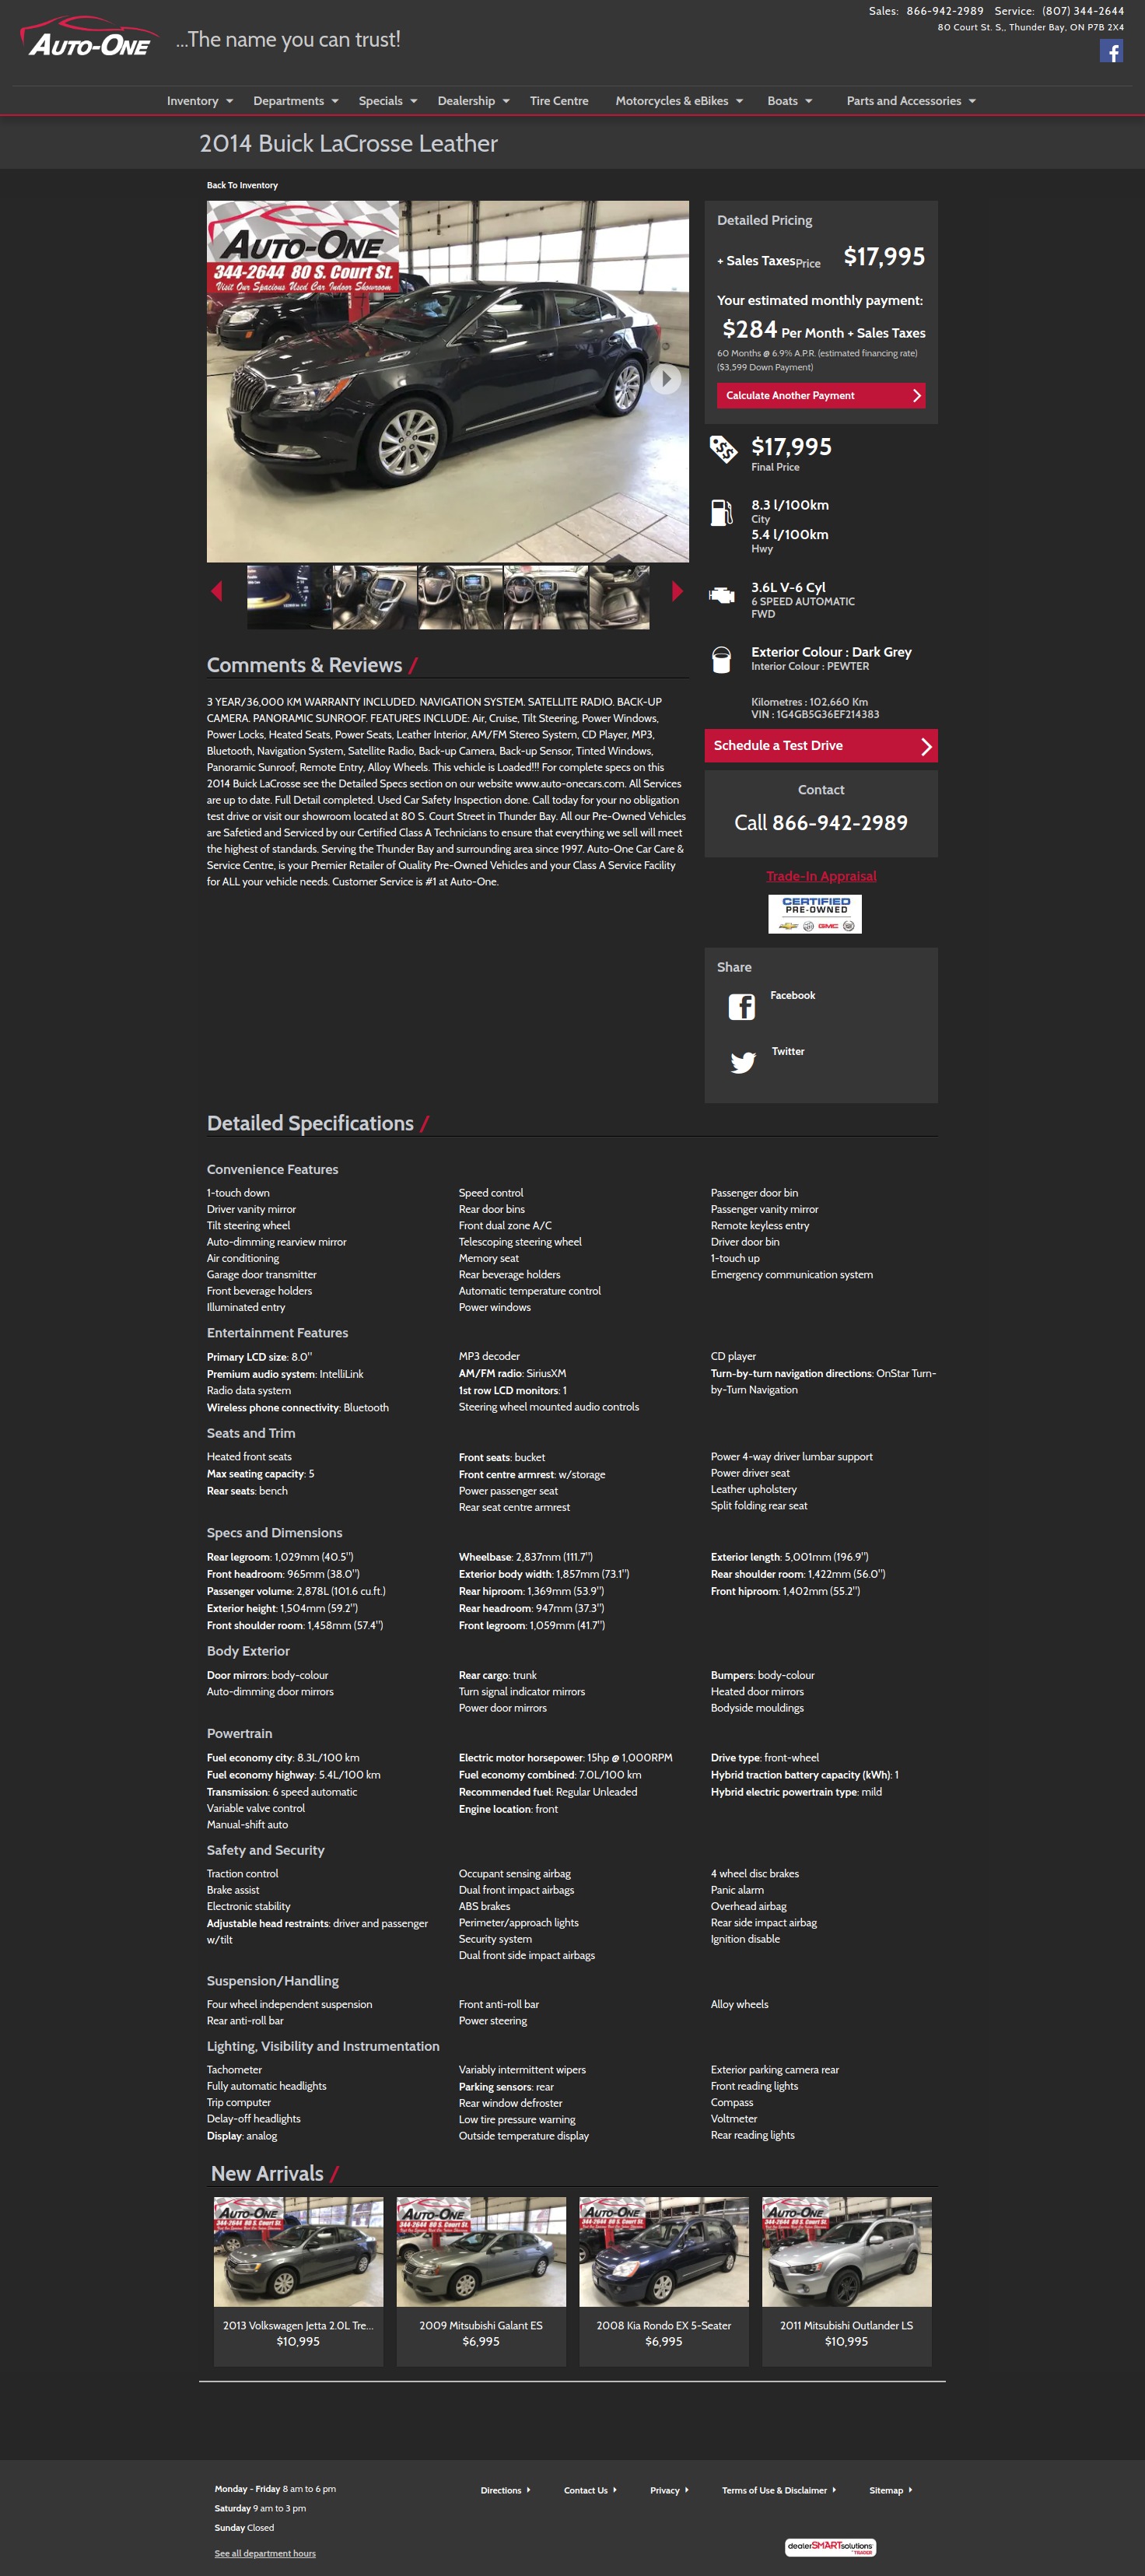 AUTO-ONE
...The name you can trust!
Sales: 866-942-2989 Service: (807) 344-2644
80 Court St. S,, Thunder Bay, ON P7B 2X4
Inventory Departments Specials Dealership Tire Centre Motorcycles & eBikes Boats Parts and Accessories
2014 Buick LaCrosse Leather
Back To Inventory
AUTO-ONE
344-2644 80 S. Court St.
Visit Our Spacious Used Car Indoor Showroom
Detailed Pricing
+ Sales Taxes Price $17,995
Your estimated monthly payment:
$284 Per Month + Sales Taxes
60 Months @ 6.9% A.P.R. (estimated financing rate)
($3,599 Down Payment)
Calculate Another Payment
$17,995
Final Price
8.3 l/100km
City
5.4 l/100km
Hwy
3.6L V-6 Cyl
6 SPEED AUTOMATIC
FWD
Exterior Colour : Dark Grey
Interior Colour : PEWTER
Kilometres : 102,660 Km
VIN : 1G4GB5G36EF214383
Schedule a Test Drive
Contact
Call 866-942-2989
Trade-In Appraisal
CERTIFIED
PRE-OWNED
GMC
Share
Facebook
Twitter
Comments & Reviews /
3 YEAR/36,000 KM WARRANTY INCLUDED. NAVIGATION SYSTEM. SATELLITE RADIO. BACK-UP
CAMERA. PANORAMIC SUNROOF. FEATURES INCLUDE: Air, Cruise, Tilt Steering, Power Windows,
Power Locks, Heated Seats, Power Seats, Leather Interior, AM/FM Stereo System, CD Player, MP3,
Bluetooth, Navigation System, Satellite Radio, Back-up Camera, Back-up Sensor, Tinted Windows,
Panoramic Sunroof, Remote Entry, Alloy Wheels. This vehicle is Loaded!!! For complete specs on this
2014 Buick LaCrosse see the Detailed Specs section on our website www.auto-onecars.com. All Services
are up to date. Full Detail completed. Used Car Safety Inspection done. Call today for your no obligation
test drive or visit our showroom located at 80 S. Court Street in Thunder Bay. All our Pre-Owned Vehicles
are Safetied and Serviced by our Certified Class A Technicians to ensure that everything we sell will meet
the highest of standards. Serving the Thunder Bay and surrounding area since 1997. Auto-One Car Care &
Service Centre, is your Premier Retailer of Quality Pre-Owned Vehicles and your Class A Service Facility
for ALL your vehicle needs. Customer Service is #1 at Auto-One.
Detailed Specifications /
Convenience Features
1-touch down Speed control Passenger door bin
Driver vanity mirror Rear door bins Passenger vanity mirror
Tilt steering wheel Front dual zone A/C Remote keyless entry
Auto-dimming rearview mirror Telescoping steering wheel Driver door bin
Air conditioning Memory seat 1-touch up
Garage door transmitter Rear beverage holders Emergency communication system
Front beverage holders Automatic temperature control
Illuminated entry Power windows
Entertainment Features
Primary LCD size: 8.0" MP3 decoder CD player
Premium audio system: IntelliLink AM/FM radio: SiriusXM Turn-by-turn navigation directions: OnStar Turn-
Radio data system 1st row LCD monitors: 1 by-Turn Navigation
Wireless phone connectivity: Bluetooth Steering wheel mounted audio controls
Seats and Trim
Heated front seats Front seats: bucket Power 4-way driver lumbar support
Max seating capacity: 5 Front centre armrest: w/storage Power driver seat
Rear seats: bench Power passenger seat Leather upholstery
Rear seat centre armrest Split folding rear seat
Specs and Dimensions
Rear legroom: 1,029mm (40.5") Wheelbase: 2,837mm (111.7") Exterior length: 5,001mm (196.9")
Front headroom: 965mm (38.0") Exterior body width: 1,857mm (73.1") Rear shoulder room: 1,422mm (56.0")
Passenger volume: 2,878L (101.6 cu.ft.) Rear hiproom: 1,369mm (53.9") Front hiproom: 1,402mm (55.2")
Exterior height: 1,504mm (59.2") Rear headroom: 947mm (37.3")
Front shoulder room: 1,458mm (57.4") Front legroom: 1,059mm (41.7")
Body Exterior
Door mirrors: body-colour Rear cargo: trunk Bumpers: body-colour
Auto-dimming door mirrors Turn signal indicator mirrors Heated door mirrors
Power door mirrors Bodyside mouldings
Powertrain
Fuel economy city: 8.3L/100 km Electric motor horsepower: 15hp @ 1,000RPM Drive type: front-wheel
Fuel economy highway: 5.4L/100 km Fuel economy combined: 7.0L/100 km Hybrid traction battery capacity (kWh): 1
Transmission: 6 speed automatic Recommended fuel: Regular Unleaded Hybrid electric powertrain type: mild
Variable valve control Engine location: front
Manual-shift auto
Safety and Security
Traction control Occupant sensing airbag 4 wheel disc brakes
Brake assist Dual front impact airbags Panic alarm
Electronic stability ABS brakes Overhead airbag
Adjustable head restraints: driver and passenger Perimeter/approach lights Rear side impact airbag
w/tilt Security system Ignition disable
Dual front side impact airbags
Suspension/Handling
Four wheel independent suspension Front anti-roll bar Alloy wheels
Rear anti-roll bar Power steering
Lighting, Visibility and Instrumentation
Tachometer Variably intermittent wipers Exterior parking camera rear
Fully automatic headlights Parking sensors: rear Front reading lights
Trip computer Rear window defroster Compass
Delay-off headlights Low tire pressure warning Voltmeter
Display: analog Outside temperature display Rear reading lights
New Arrivals /
AUTO-ONE AUTO-ONE AUTO-ONE AUTO-ONE
344-2644 80 S. Court St. 344-2644 80 S. Court St. 344-2644 80 S. Court St. 344-2644 80 S. Court St.
2013 Volkswagen Jetta 2.0L Tre... 2009 Mitsubishi Galant ES 2008 Kia Rondo EX 5-Seater 2011 Mitsubishi Outlander LS
$10,995 $6,995 $6,995 $10,995
Monday - Friday 8 am to 6 pm Directions Contact Us Privacy Terms of Use & Disclaimer Sitemap
Saturday 9 am to 3 pm
Sunday Closed
See all department hours
dealerSMARTsolutions
TRADER